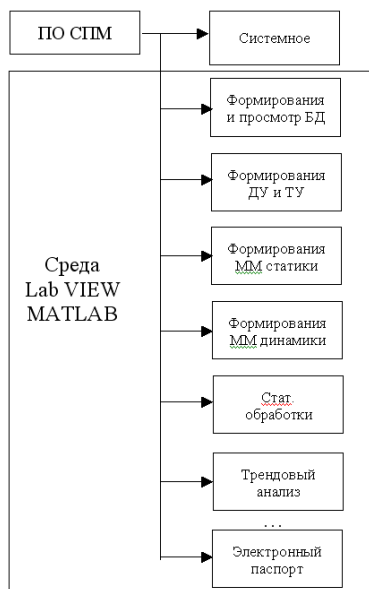 ПО СПМ
Системное
Формирования
и просмотр БД
Формирования
ДУ и ТУ
Среда
Lab VIEW
MATLAB
Формирования
ММ статики
Формирования
ММ динамики
Стат.
обработки
Трендовый
анализ
...
Электронный
паспорт